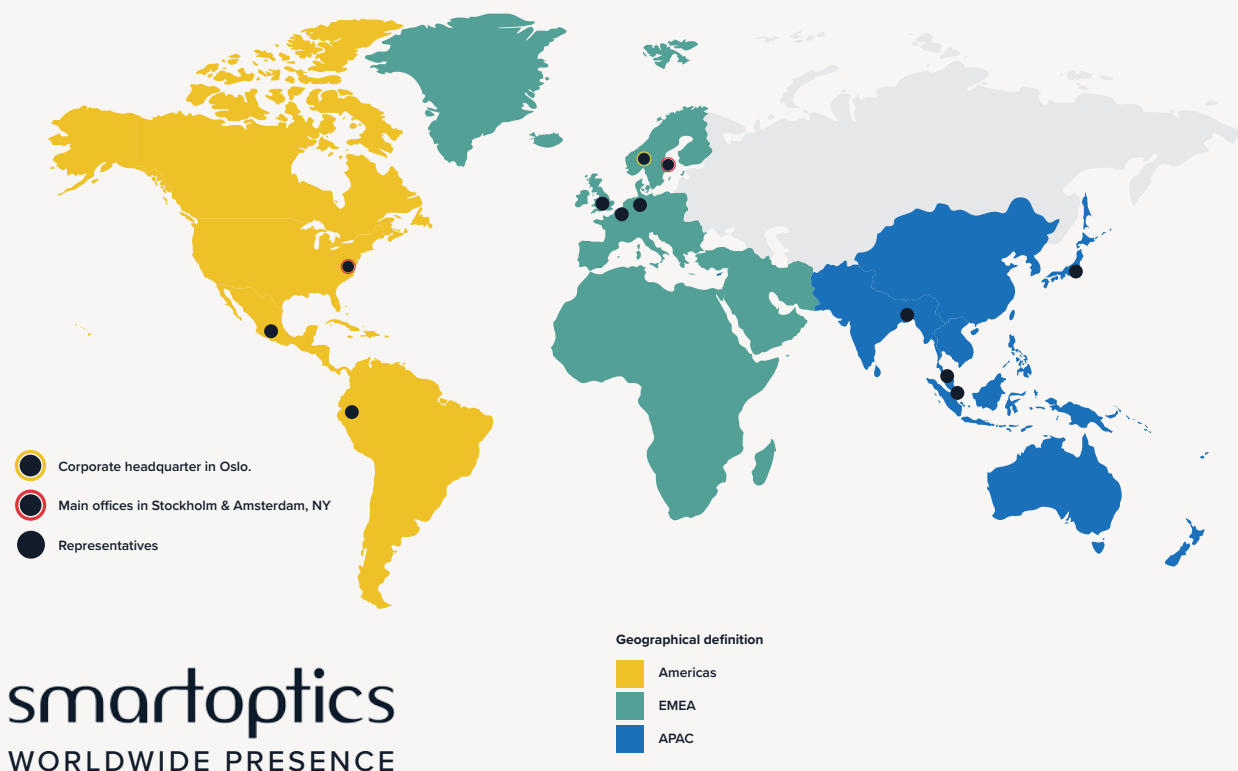 Corporate headquarter in Oslo.
Main offices in Stockholm & Amsterdam, NY
Representatives
Geographical definition
Americas
EMEA
APAC
smartoptics
WORLDWIDE PRESENCE